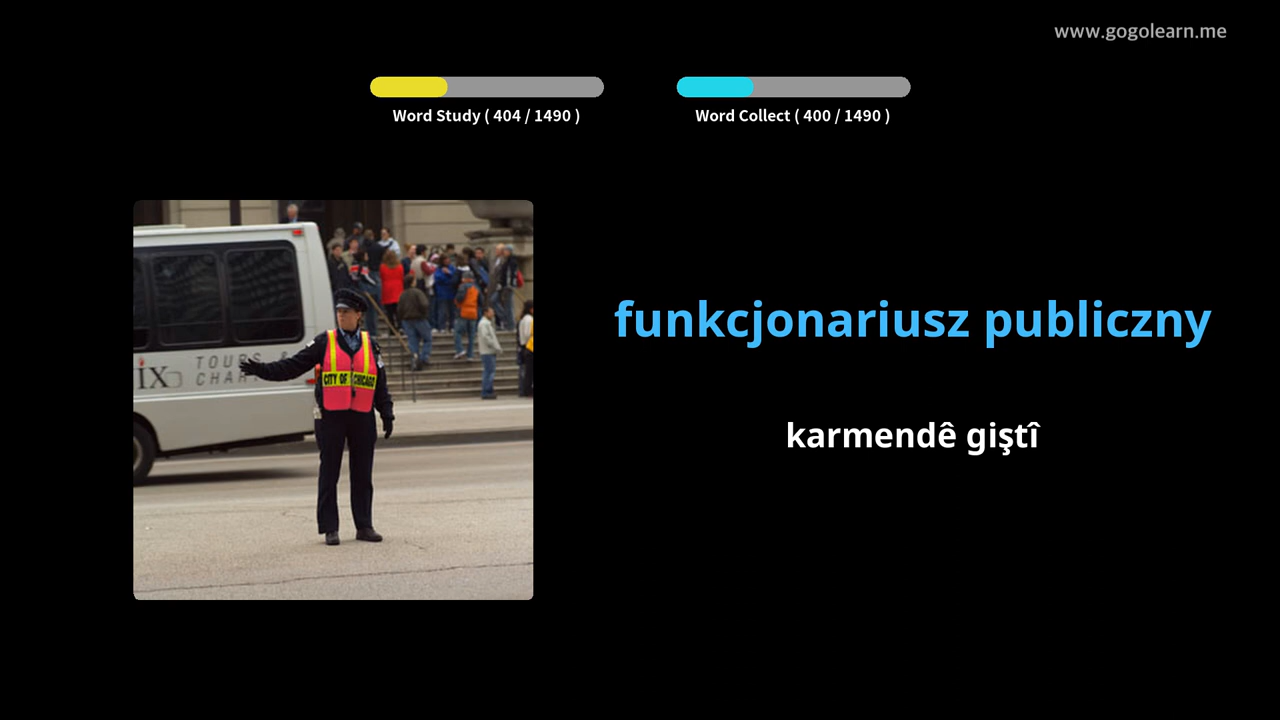 www.gogolearn.me
Word Study ( 404 / 1490 )
Word Collect ( 400 / 1490 )
funkcjonariusz publiczny
karmendê giştî
TOURS &
IX
CITY OF CHICAGO